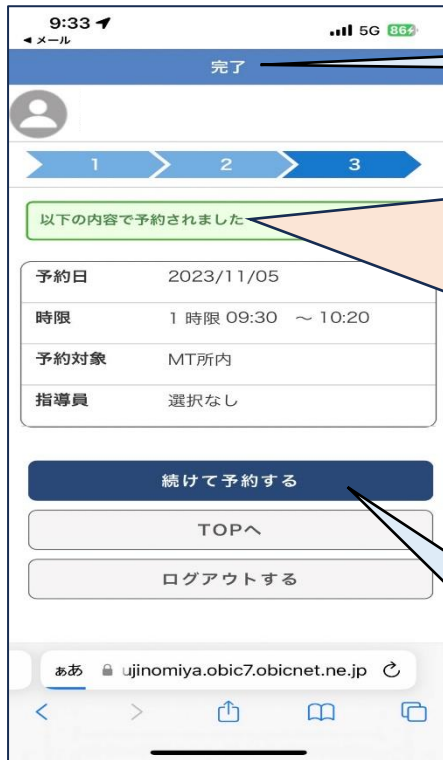 9:33
5G 86
◀ メール
完了
1 2 3
以下の内容で予約されました
予約日 2023/11/05
時限 1 時限 09:30 ～ 10:20
予約対象 MT所内
指導員 選択なし
続けて予約する
TOPへ
ログアウトする
ぁあ ujinomiya.obic7.obicnet.ne.jp